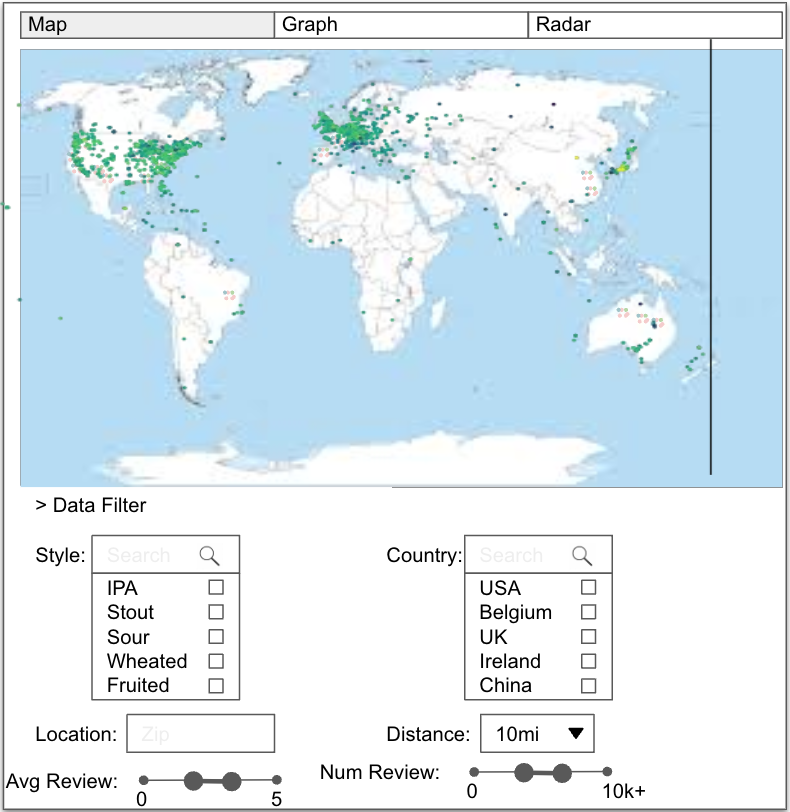 Map Graph Radar
> Data Filter
Style: Search
IPA
Stout
Sour
Wheated
Fruited
Country: Search
USA
Belgium
UK
Ireland
China
Location: Zip
Distance: 10mi
Avg Review:
0 5
Num Review:
0 10k+